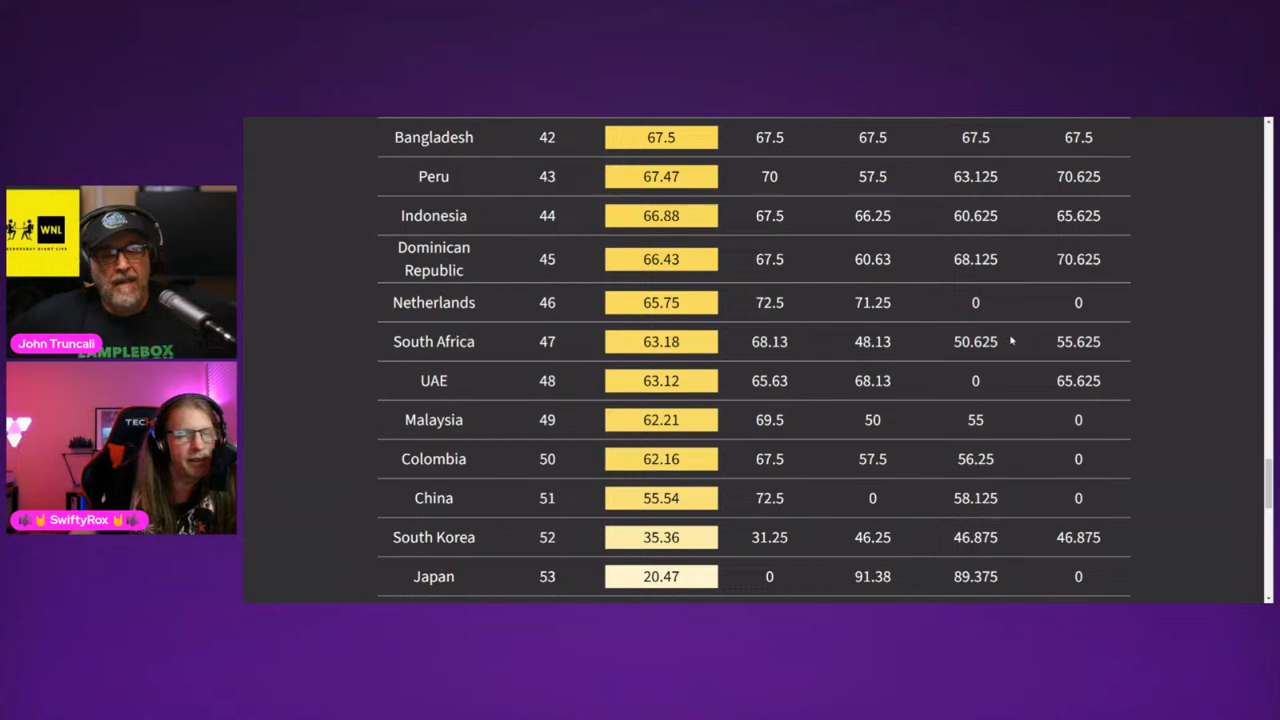 Bangladesh 42 67.5 67.5 67.5 67.5 67.5
Peru 43 67.47 70 57.5 63.125 70.625
Indonesia 44 66.88 67.5 66.25 60.625 65.625
Dominican
Republic 45 66.43 67.5 60.63 68.125 70.625
Netherlands 46 65.75 72.5 71.25 0 0
South Africa 47 63.18 68.13 48.13 50.625 55.625
UAE 48 63.12 65.63 68.13 0 65.625
Malaysia 49 62.21 69.5 50 55 0
Colombia 50 62.16 67.5 57.5 56.25 0
China 51 55.54 72.5 0 58.125 0
South Korea 52 35.36 31.25 46.25 46.875 46.875
Japan 53 20.47 0 91.38 89.375 0
WNL
John Truncali
ZAMPLEBOX
TECH
SwiftyRox